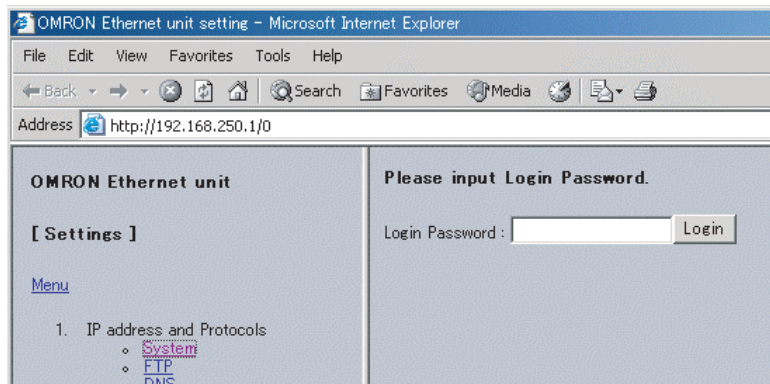 OMRON Ethernet unit setting - Microsoft Internet Explorer
File Edit View Favorites Tools Help
Back Search Favorites Media
Address http://192.168.250.1/0
OMRON Ethernet unit
[ Settings ]
Menu
1. IP address and Protocols
System
FTP
DNS
Please input Login Password.
Login Password : Login